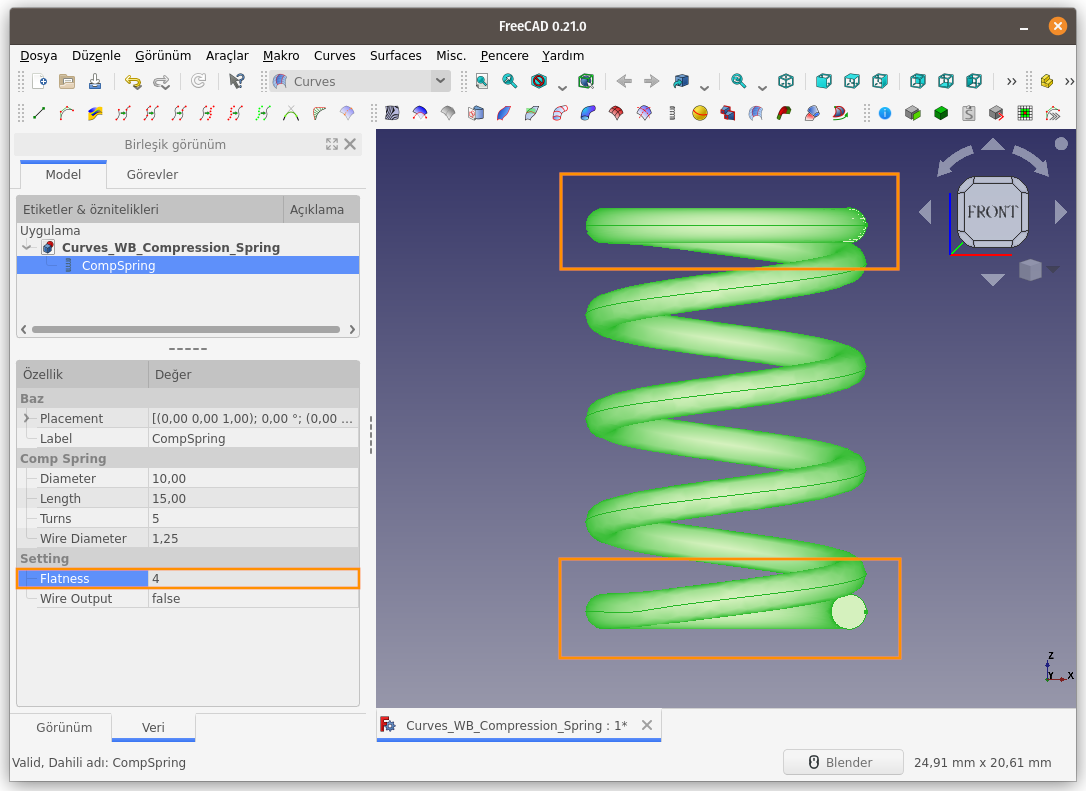 FreeCAD 0.21.0
Dosya Düzenle Görünüm Araçlar Makro Curves Surfaces Misc. Pencere Yardım
Curves
Birleşik görünüm
Model Görevler
Etiketler & öznitelikleri Açıklama
Uygulama
Curves_WB_Compression_Spring
CompSpring
Özellik Değer
Baz
Placement [(0,00 0,00 1,00); 0,00 °; (0,00 ...
Label CompSpring
Comp Spring
Diameter 10,00
Length 15,00
Turns 5
Wire Diameter 1,25
Setting
Flatness 4
Wire Output false
Görünüm Veri
FRONT
Z
Y X
Curves_WB_Compression_Spring : 1*
Valid, Dahili adı: CompSpring
Blender 24,91 mm x 20,61 mm